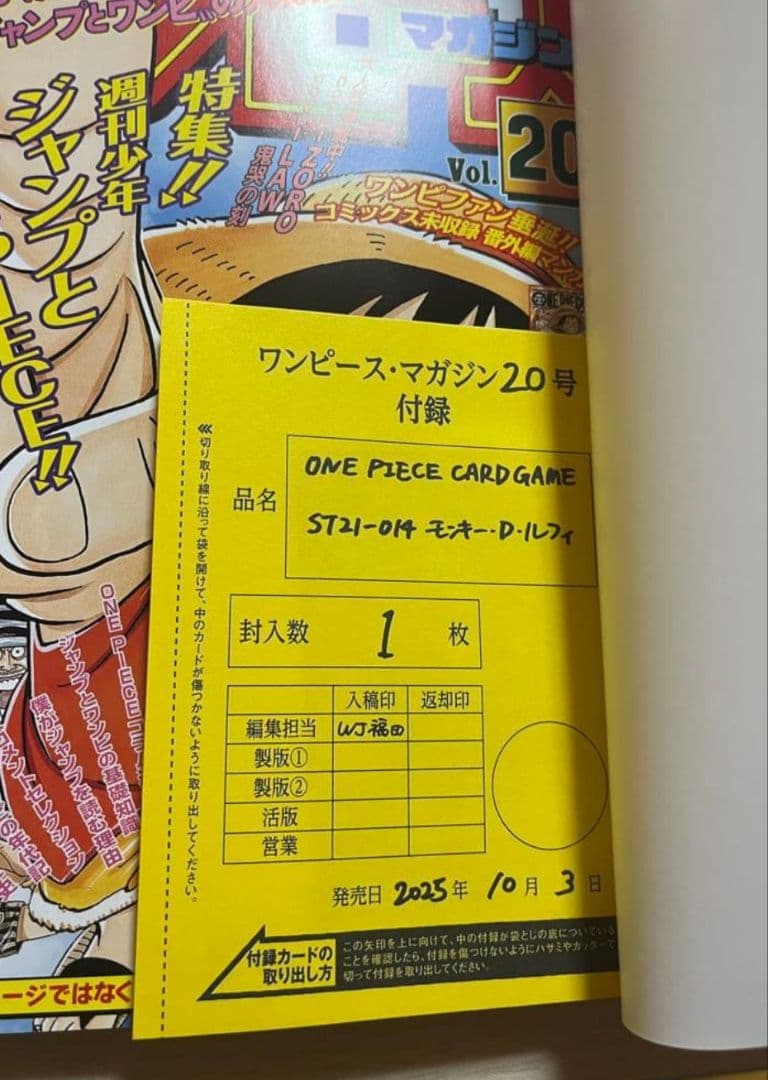 マガジン
Vol. 20
特集!!
週刊少年
ジャンプと
ONE PIECE!!
ZORO
LAW
鬼哭の刻
ワンピファン垂涎!!
コミックス未収録 番外編マンガ
ワンピース・マガジン20号
付録
品名
ONE PIECE CARD GAME
ST21-014 モンキー・D・ルフィ
封入数 1 枚
入稿印 返却印
編集担当 WJ福田
製版①
製版②
活版
営業
発売日 2025年 10月 3日
付録カードの
取り出し方
この矢印を上に向けて、中の付録が袋とじの底についている
ことを確認したら、付録を傷つけないようにハサミやカッターで
切って付録を取り出してください。
切り取り線に沿って袋を開けて、中のカードが傷つかないように取り出してください。
ジャンプとワンピの基礎知識
僕がジャンプを読む理由
ージではなく